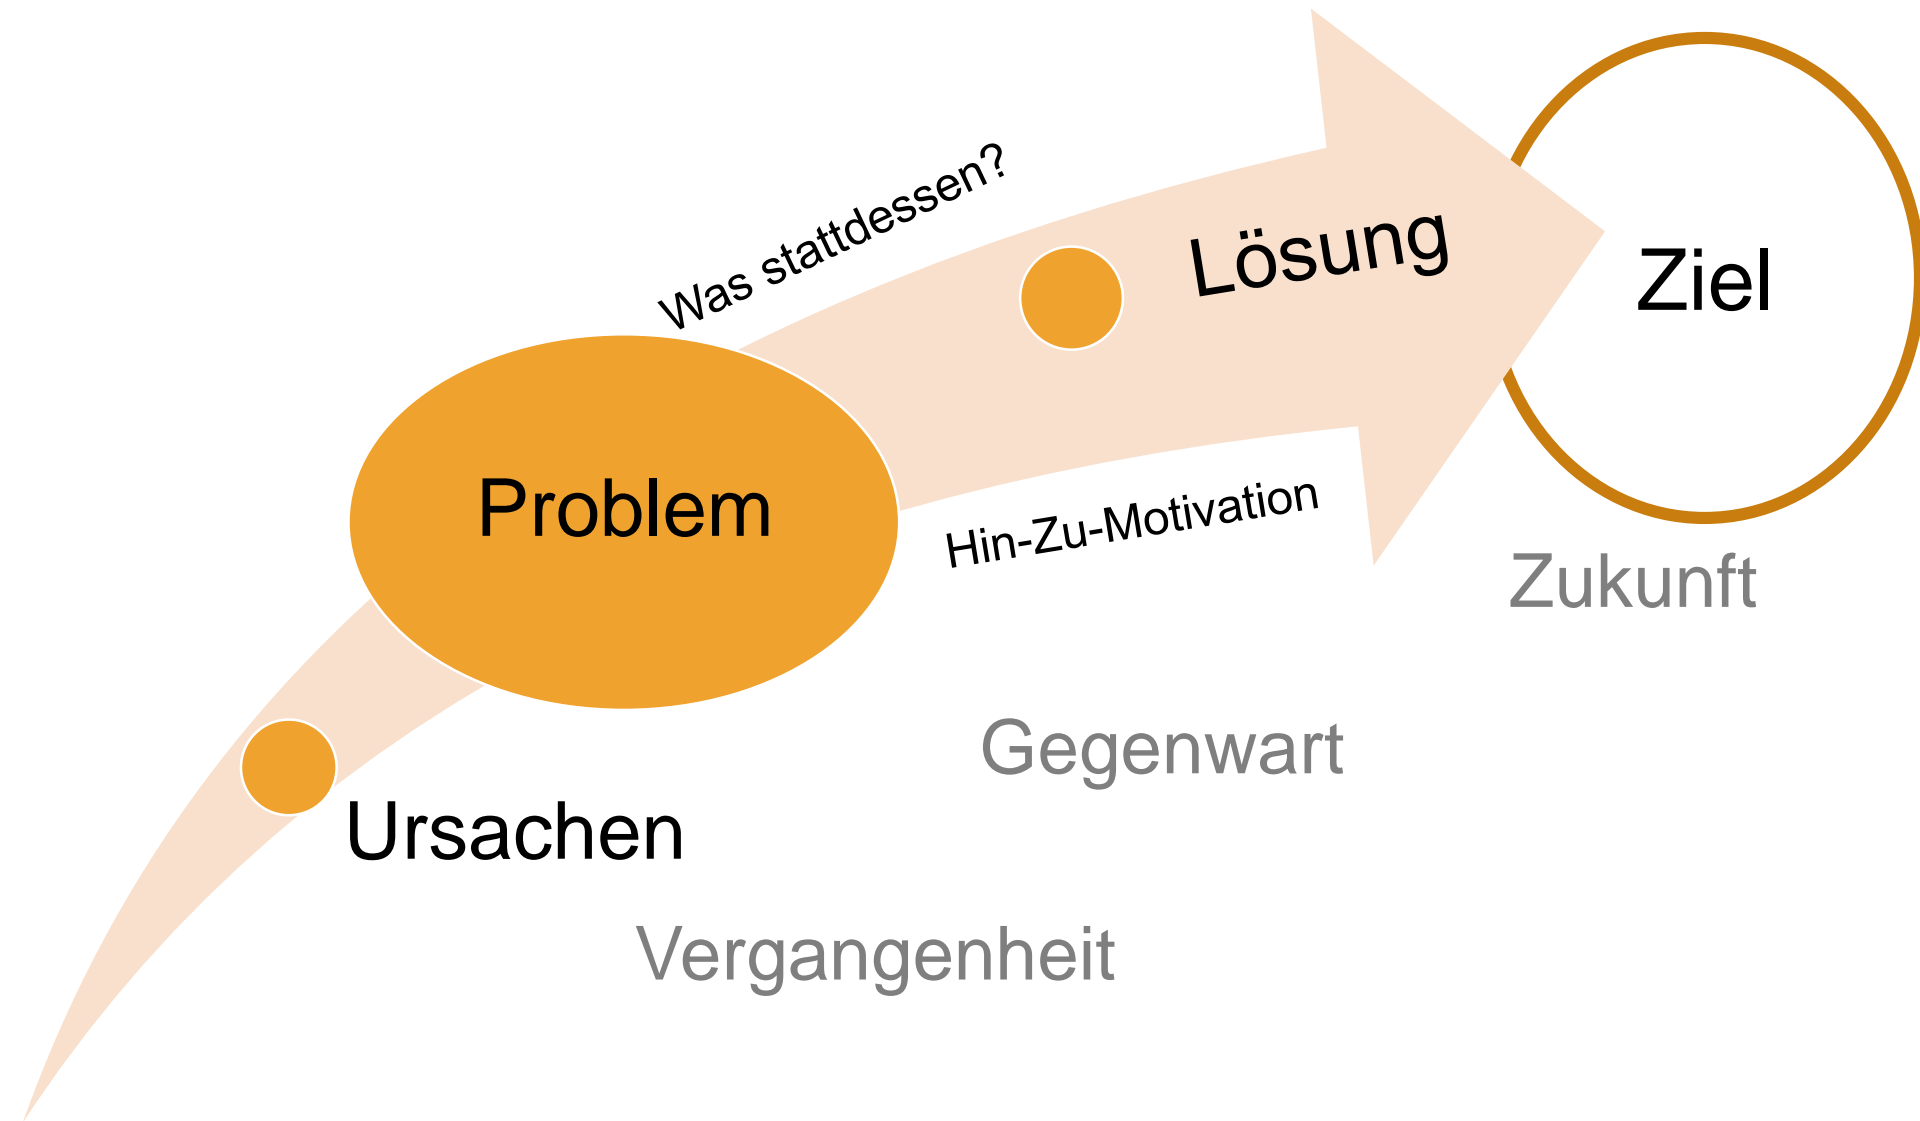 Was stattdessen?
Lösung
Ziel
Problem
Hin-Zu-Motivation
Zukunft
Gegenwart
Ursachen
Vergangenheit